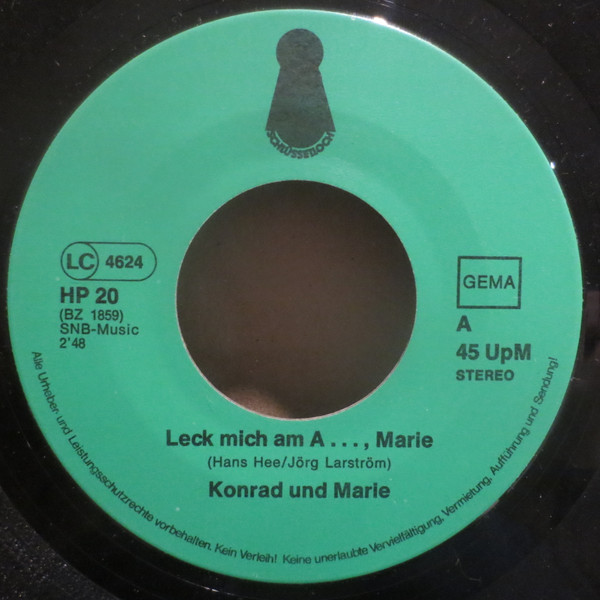 SCHLÜSSELLOCH
LC 4624
HP 20
(BZ 1859)
SNB-Music
2'48
GEMA
A
45 UpM
STEREO
Leck mich am A . . . , Marie
(Hans Hee/Jörg Larström)
Konrad und Marie
Alle Urheber- und Leistungsschutzrechte vorbehalten. Kein Verleih! Keine unerlaubte Vervielfältigung, Vermietung, Aufführung und Sendung!